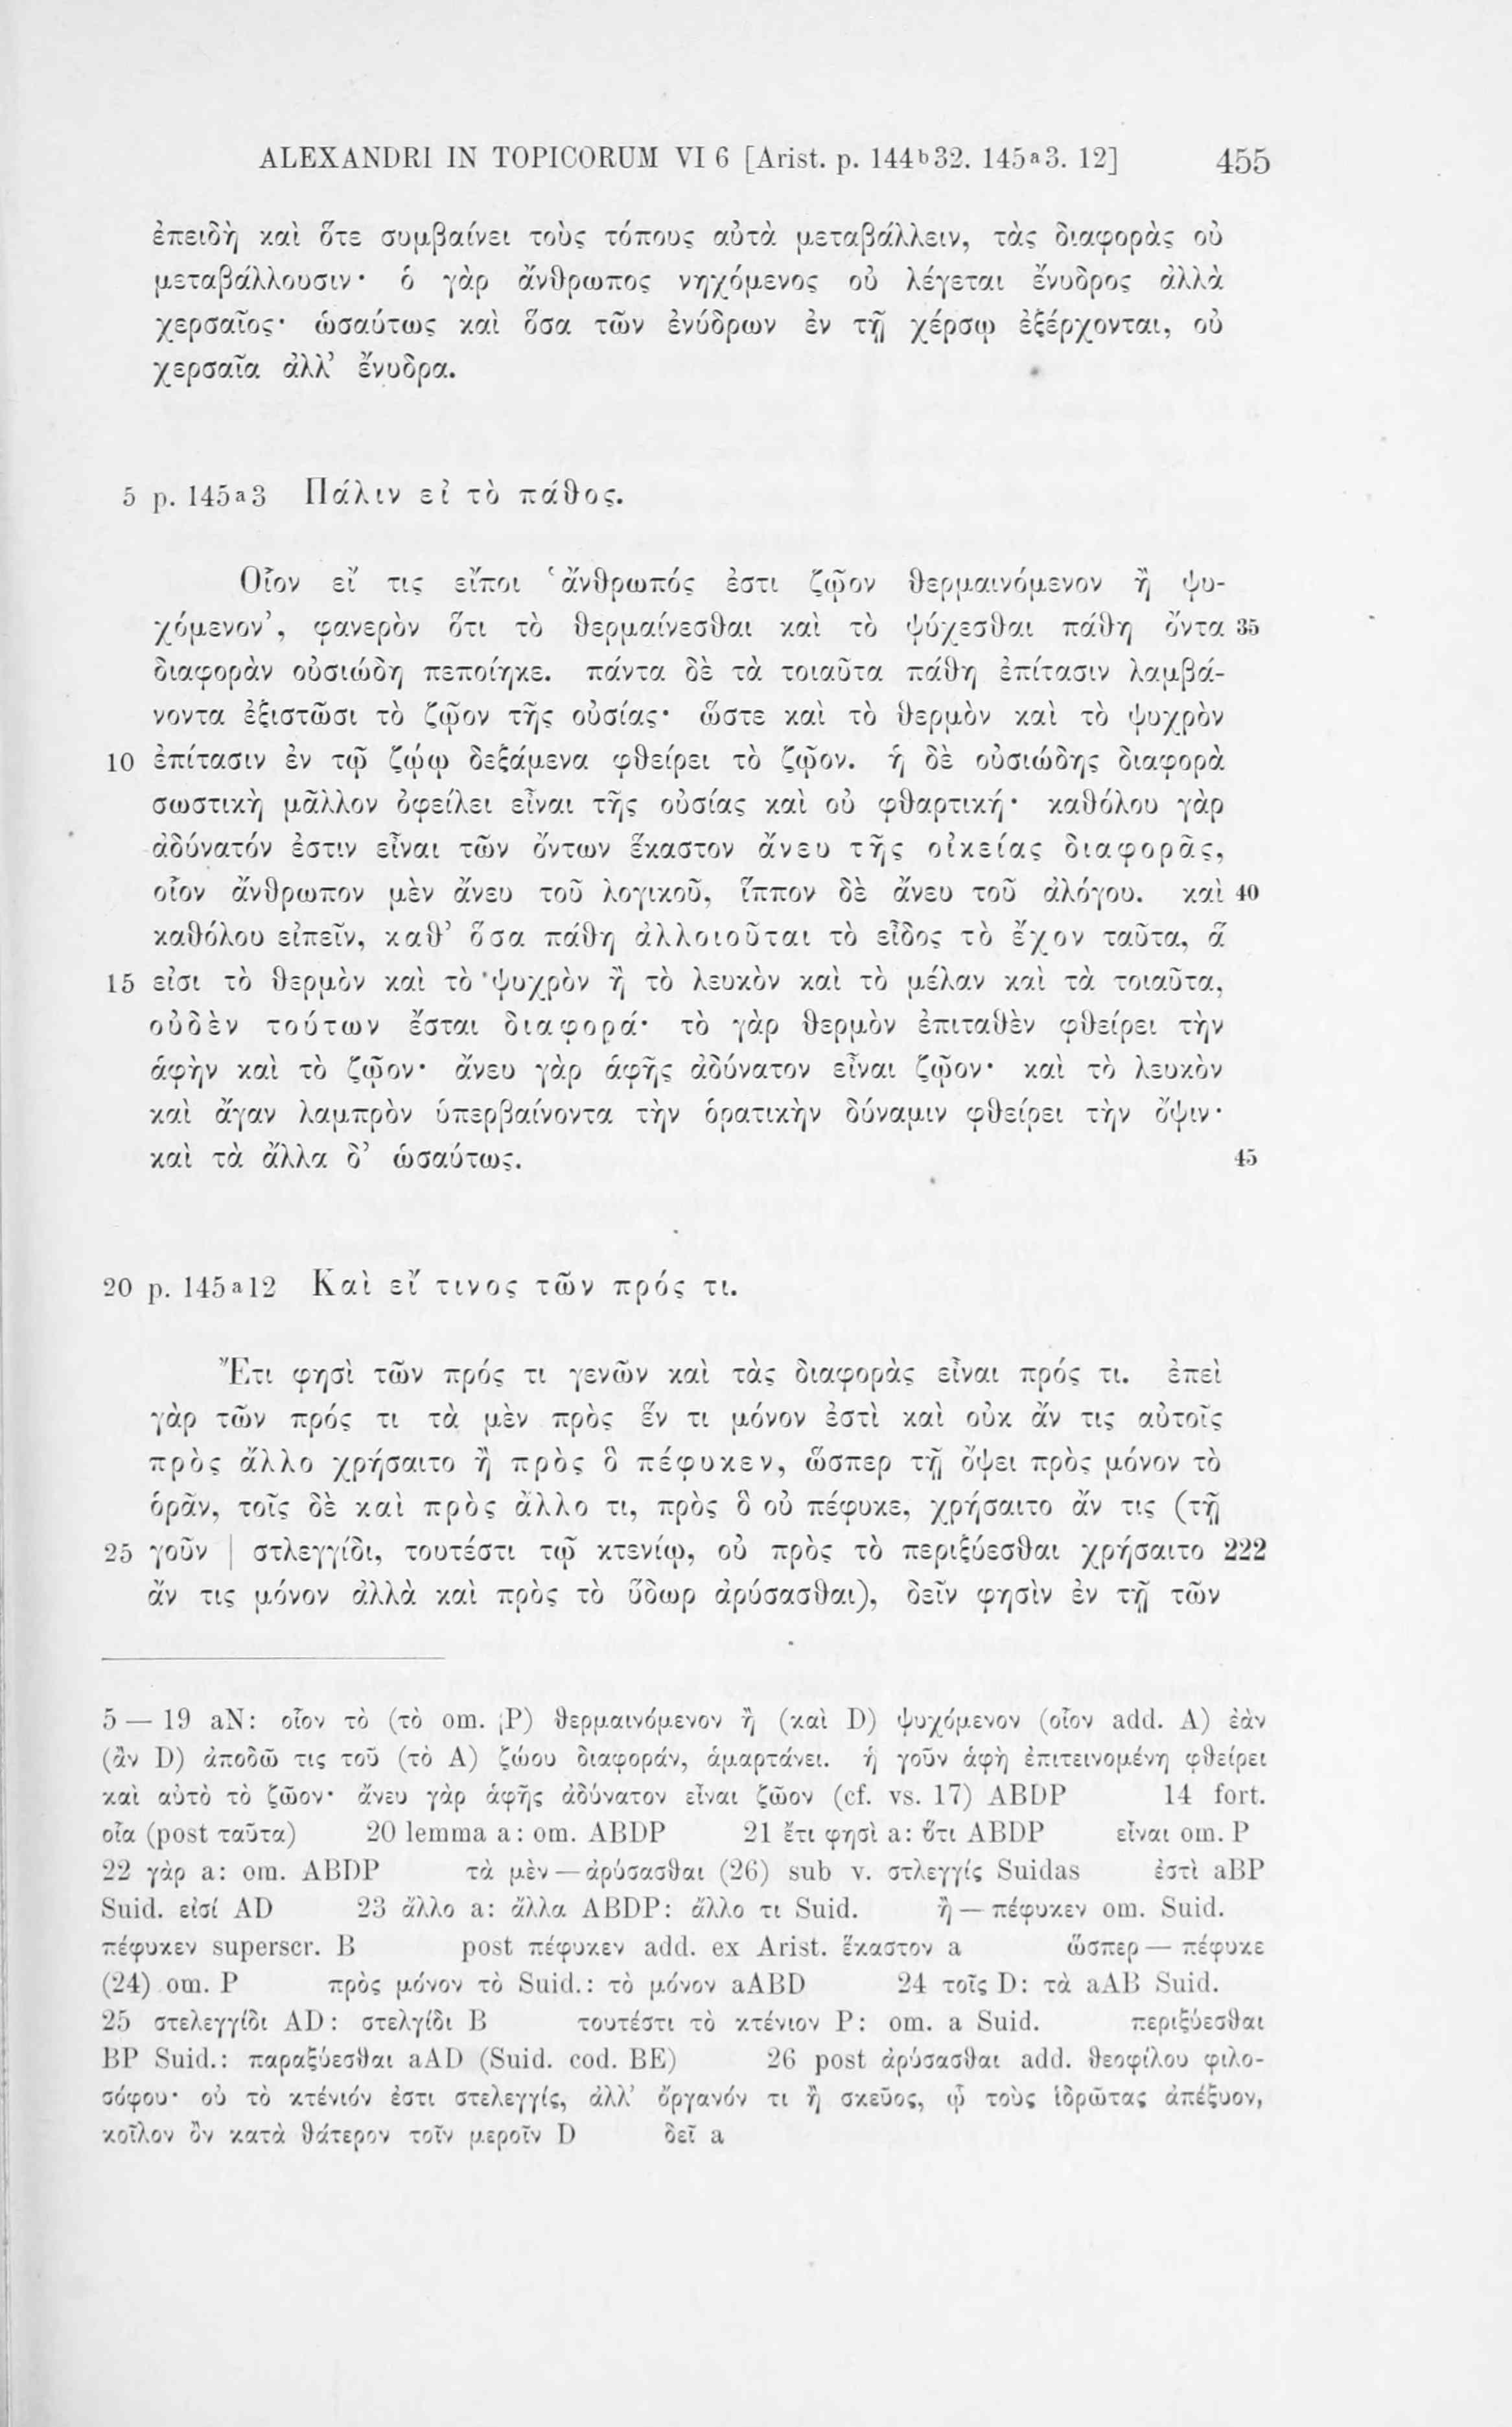 ALEXANDRI IN TOPICORUM VI 6 [Arist. p. 144ᵇ32. 145ᵃ3. 12] 455
ἐπειδὴ καὶ ὅτε συμβαίνει τοὺς τόπους αὐτὰ μεταβάλλειν, τὰς διαφορὰς οὐ
μεταβάλλουσιν· ὁ γὰρ ἄνθρωπος νηχόμενος οὐ λέγεται ἔνυδρος ἀλλὰ
χερσαῖος· ὡσαύτως καὶ ὅσα τῶν ἐνύδρων ἐν τῇ χέρσῳ ἐξέρχονται, οὐ
χερσαῖα ἀλλ’ ἔνυδρα.
5 p. 145ᵃ3 Πάλιν εἰ τὸ πάθος.
Οἷον εἴ τις εἴποι ‘ἄνθρωπός ἐστι ζῷον θερμαινόμενον ἢ ψυ-
χόμενον’, φανερὸν ὅτι τὸ θερμαίνεσθαι καὶ τὸ ψύχεσθαι πάθη ὄντα 35
διαφορὰν οὐσιώδη πεποίηκε. πάντα δὲ τὰ τοιαῦτα πάθη ἐπίτασιν λαμβά-
νοντα ἐξιστῶσι τὸ ζῷον τῆς οὐσίας· ὥστε καὶ τὸ θερμὸν καὶ τὸ ψυχρὸν
10 ἐπίτασιν ἐν τῷ ζῴῳ δεξάμενα φθείρει τὸ ζῷον. ἡ δὲ οὐσιώδης διαφορὰ
σωστικὴ μᾶλλον ὀφείλει εἶναι τῆς οὐσίας καὶ οὐ φθαρτική· καθόλου γὰρ
ἀδύνατόν ἐστιν εἶναι τῶν ὄντων ἕκαστον ἄνευ τῆς οἰκείας διαφορᾶς,
οἷον ἄνθρωπον μὲν ἄνευ τοῦ λογικοῦ, ἵππον δὲ ἄνευ τοῦ ἀλόγου. καὶ 40
καθόλου εἰπεῖν, καθ’ ὅσα πάθη ἀλλοιοῦται τὸ εἶδος τὸ ἔχον ταῦτα, ἅ
15 εἰσι τὸ θερμὸν καὶ τὸ ψυχρὸν ἢ τὸ λευκὸν καὶ τὸ μέλαν καὶ τὰ τοιαῦτα,
οὐδὲν τούτων ἔσται διαφορά· τὸ γὰρ θερμὸν ἐπιταθὲν φθείρει τὴν
ἁφὴν καὶ τὸ ζῷον· ἄνευ γὰρ ἁφῆς ἀδύνατον εἶναι ζῷον· καὶ τὸ λευκὸν
καὶ ἄγαν λαμπρὸν ὑπερβαίνοντα τὴν ὁρατικὴν δύναμιν φθείρει τὴν ὄψιν·
καὶ τὰ ἄλλα δ’ ὡσαύτως. 45
20 p. 145ᵃ12 Καὶ εἴ τινος τῶν πρός τι.
Ἔτι φησὶ τῶν πρός τι γενῶν καὶ τὰς διαφορὰς εἶναι πρός τι. ἐπεὶ
γὰρ τῶν πρός τι τὰ μὲν πρὸς ἕν τι μόνον ἐστὶ καὶ οὐκ ἄν τις αὐτοῖς
πρὸς ἄλλο χρήσαιτο ἢ πρὸς ὃ πέφυκεν, ὥσπερ τῇ ὄψει πρὸς μόνον τὸ
ὁρᾶν, τοῖς δὲ καὶ πρὸς ἄλλο τι, πρὸς ὃ οὐ πέφυκε, χρήσαιτο ἄν τις (τῇ
25 γοῦν | στλεγγίδι, τουτέστι τῷ κτενίῳ, οὐ πρὸς τὸ περιξύεσθαι χρήσαιτο 222
ἄν τις μόνον ἀλλὰ καὶ πρὸς τὸ ὕδωρ ἀρύσασθαι), δεῖν φησὶν ἐν τῇ τῶν
5 — 19 aN: οἷον τὸ (τὸ om. P) θερμαινόμενον ἢ (καὶ D) ψυχόμενον (οἷον add. A) ἐὰν
(ἂν D) ἀποδῶ τις τοῦ (τὸ A) ζώου διαφοράν, ἁμαρτάνει. ἡ γοῦν ἁφὴ ἐπιτεινομένη φθείρει
καὶ αὐτὸ τὸ ζῶον· ἄνευ γὰρ ἁφῆς ἀδύνατον εἶναι ζῶον (cf. vs. 17) ABDP 14 fort.
οἷα (post ταῦτα) 20 lemma a: om. ABDP 21 ἔτι φησὶ a: ὅτι ABDP εἶναι om. P
22 γὰρ a: om. ABDP τὰ μὲν — ἀρύσασθαι (26) sub v. στλεγγίς Suidas ἐστὶ aBP
Suid. εἰσί AD 23 ἄλλο a: ἄλλα ABDP: ἄλλο τι Suid. ἢ — πέφυκεν om. Suid.
πέφυκεν superscr. B post πέφυκεν add. ex Arist. ἕκαστον a ὥσπερ — πέφυκε
(24) om. P πρὸς μόνον τὸ Suid.: τὸ μόνον aABD 24 τοῖς D: τὰ aAB Suid.
25 στελεγγίδι AD: στελγίδι B τουτέστι τὸ κτένιον P: om. a Suid. περιξύεσθαι
BP Suid.: παραξύεσθαι aAD (Suid. cod. BE) 26 post ἀρύσασθαι add. θεοφίλου φιλο-
σόφου· οὐ τὸ κτένιόν ἐστι στελεγγίς, ἀλλ’ ὄργανόν τι ἢ σκεῦος, ᾧ τοὺς ἱδρῶτας ἀπέξυον,
κοῖλον ὂν κατὰ θάτερον τοῖν μεροῖν D δεῖ a